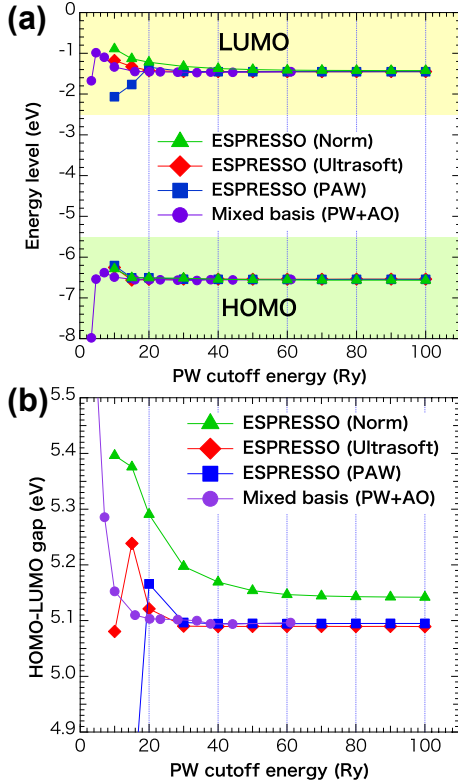 (a)
0
-1
-2
-3
-4
-5
-6
-7
-8
Energy level (eV)
LUMO
ESPRESSO (Norm)
ESPRESSO (Ultrasoft)
ESPRESSO (PAW)
Mixed basis (PW+AO)
HOMO
0 20 40 60 80 100
PW cutoff energy (Ry)
(b)
5.5
5.4
5.3
5.2
5.1
5.0
4.9
HOMO-LUMO gap (eV)
ESPRESSO (Norm)
ESPRESSO (Ultrasoft)
ESPRESSO (PAW)
Mixed basis (PW+AO)
0 20 40 60 80 100
PW cutoff energy (Ry)